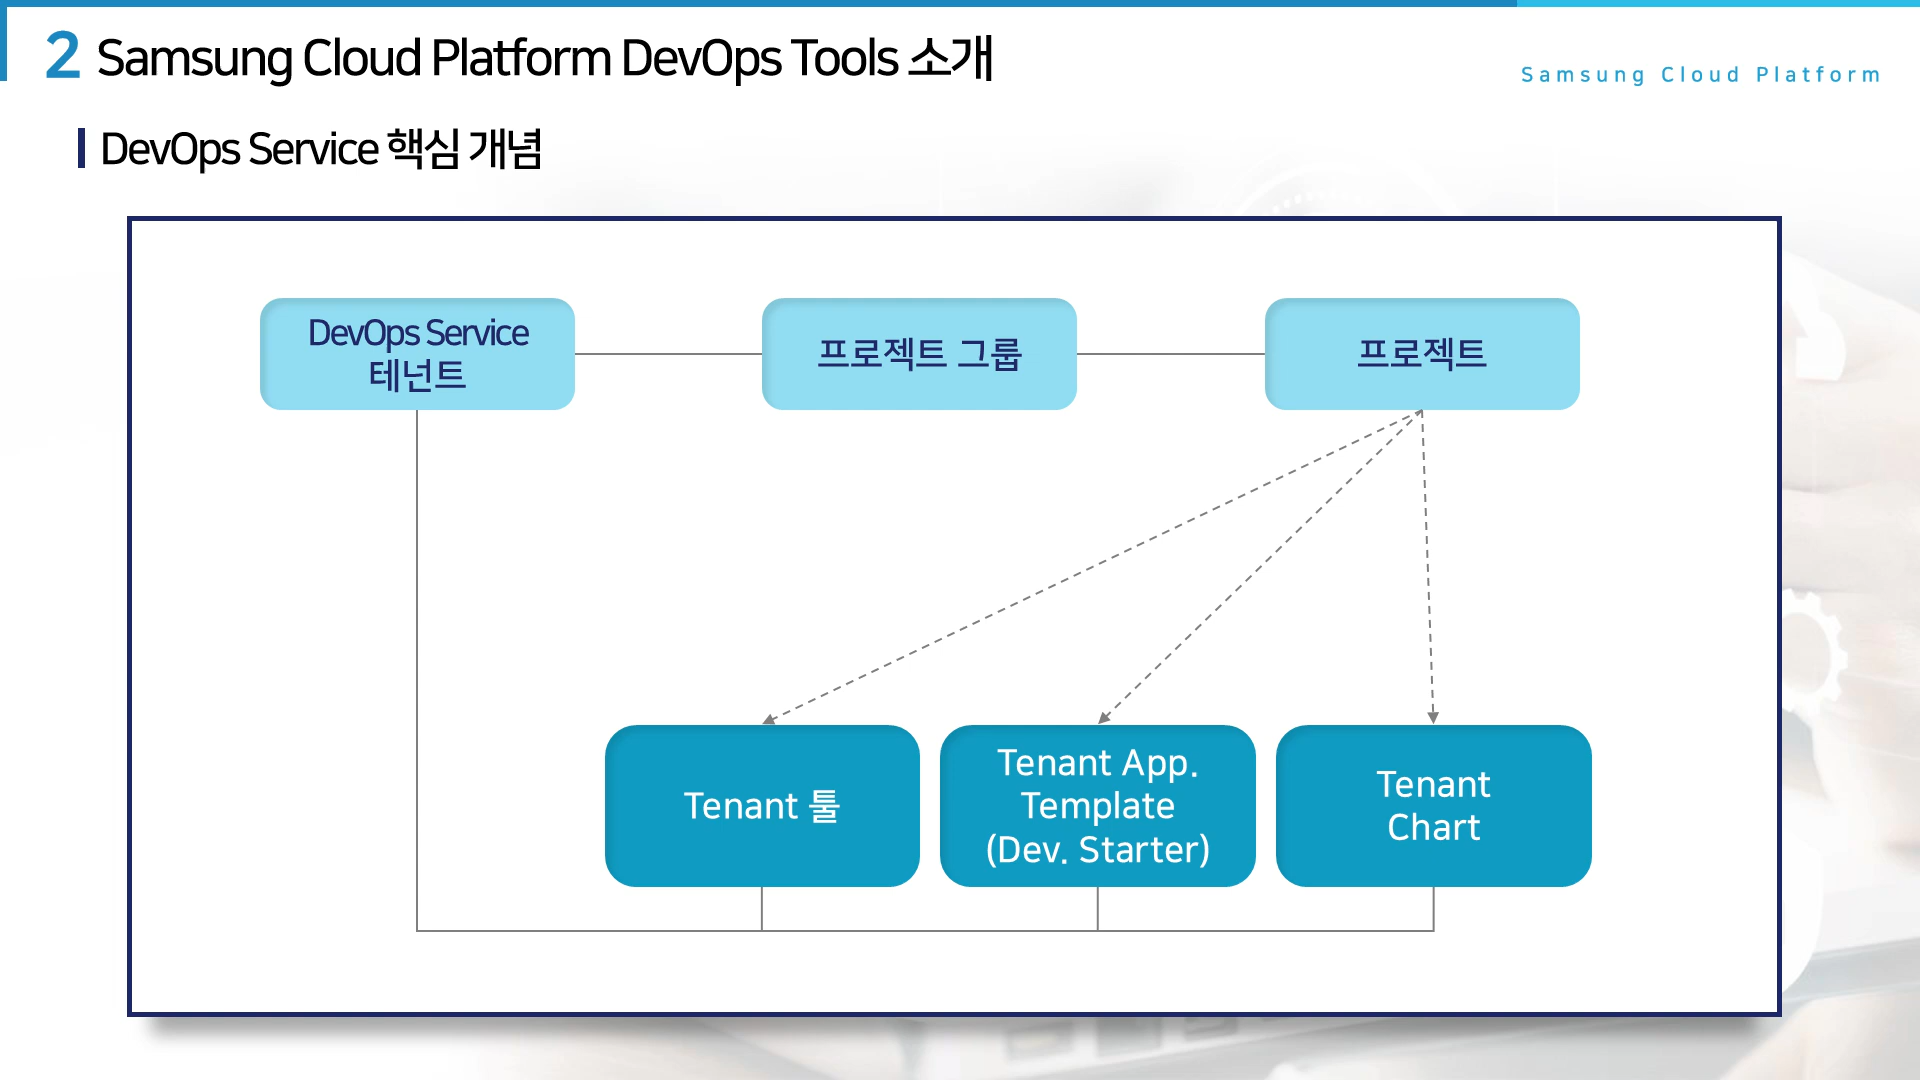 2 Samsung Cloud Platform DevOps Tools 소개
Samsung Cloud Platform
DevOps Service 핵심 개념
DevOps Service
테넌트
프로젝트 그룹
프로젝트
Tenant 툴
Tenant App.
Template
(Dev. Starter)
Tenant
Chart